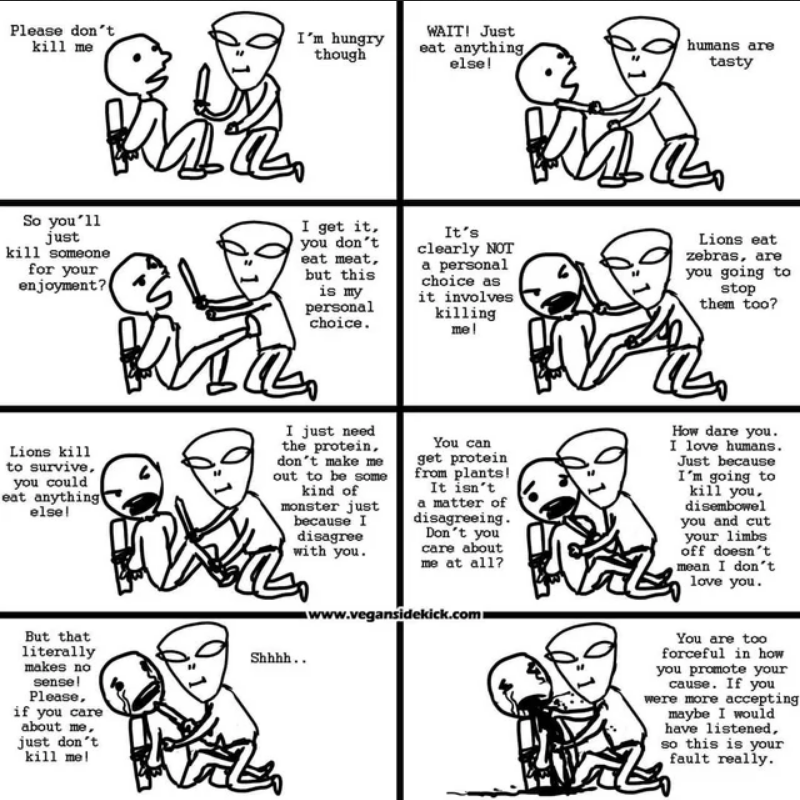 Please don't
kill me
I'm hungry
though
WAIT! Just
eat anything
else!
humans are
tasty
So you'll
just
kill someone
for your
enjoyment?
I get it,
you don't
eat meat,
but this
is my
personal
choice.
It's
clearly NOT
a personal
choice as
it involves
killing
me!
Lions eat
zebras, are
you going to
stop
them too?
Lions kill
to survive,
you could
eat anything
else!
I just need
the protein,
don't make me
out to be some
kind of
monster just
because I
disagree
with you.
You can
get protein
from plants!
It isn't
a matter of
disagreeing.
Don't you
care about
me at all?
How dare you.
I love humans.
Just because
I'm going to
kill you,
disembowel
you and cut
your limbs
off doesn't
mean I don't
love you.
www.vegansidekick.com
But that
literally
makes no
sense!
Please,
if you care
about me,
just don't
kill me!
Shhhh..
You are too
forceful in how
you promote your
cause. If you
were more accepting
maybe I would
have listened,
so this is your
fault really.